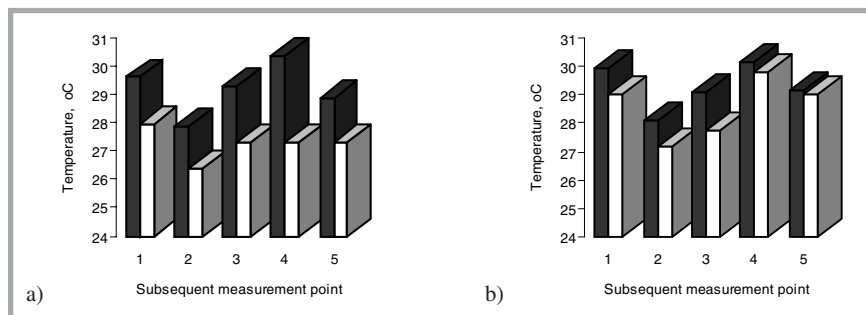 31
30
29
28
27
26
25
24
Temperature, oC
1 2 3 4 5
Subsequent measurement point
a)
31
30
29
28
27
26
25
24
Temperature, oC
1 2 3 4 5
Subsequent measurement point
b)